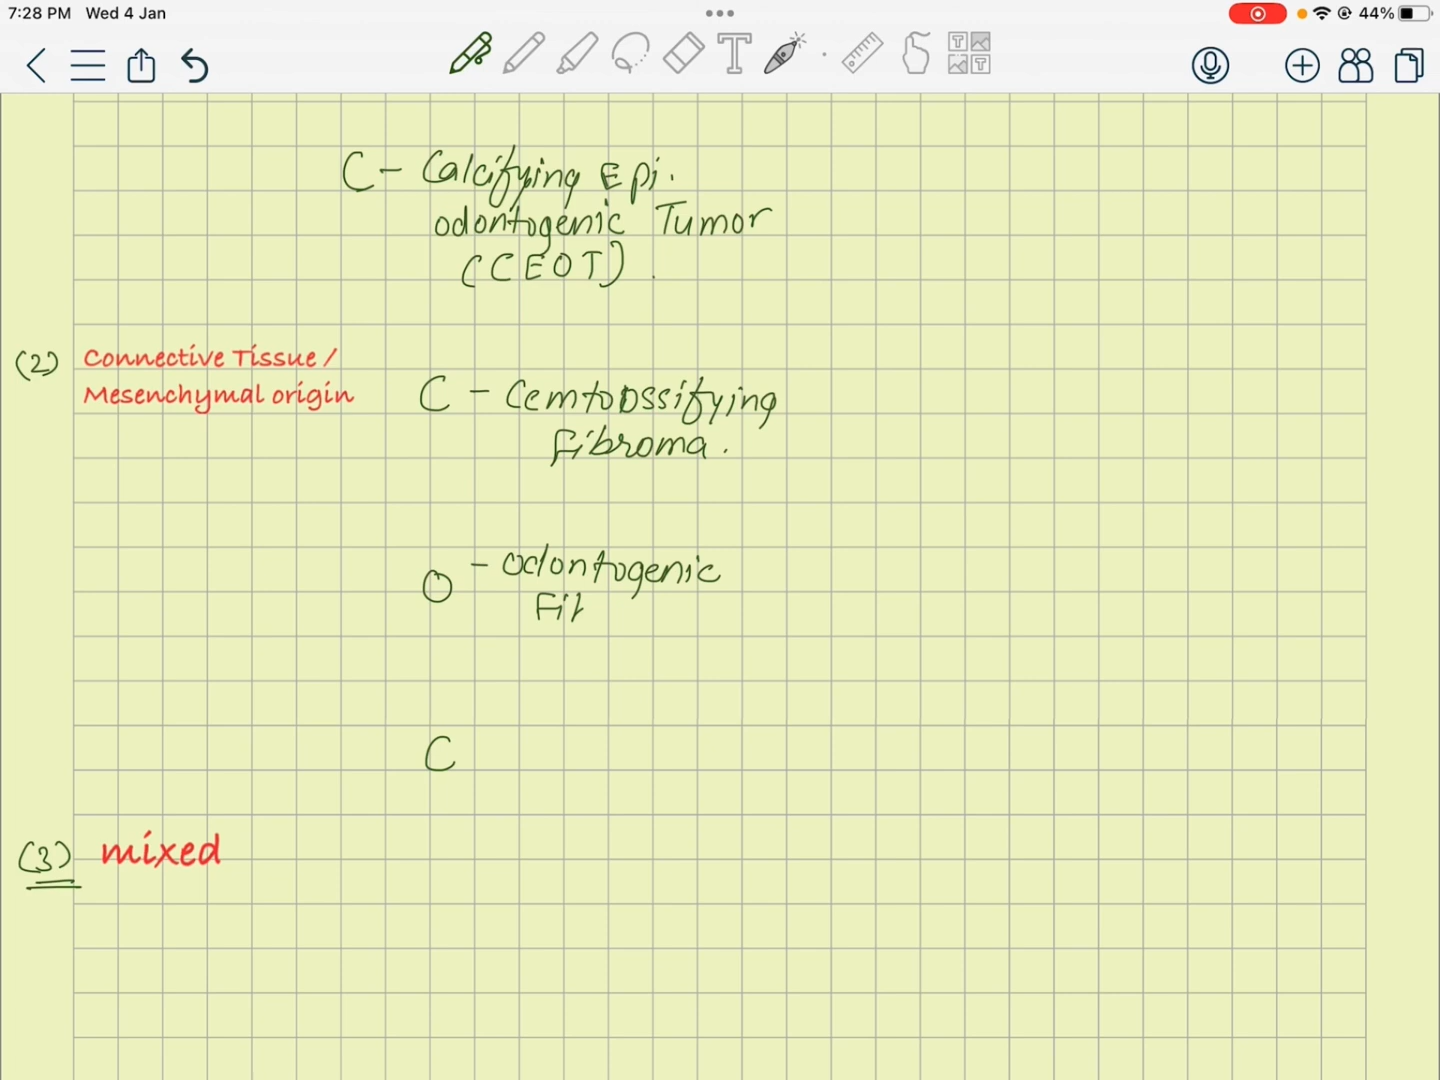 7:28 PM Wed 4 Jan
44%
C - Calcifying Epi.
odontogenic Tumor
(CEOT).
(2) Connective Tissue /
Mesenchymal origin
C - Cemtoossifying
Fibroma.
O - Odontogenic
Fib
C
(3) mixed